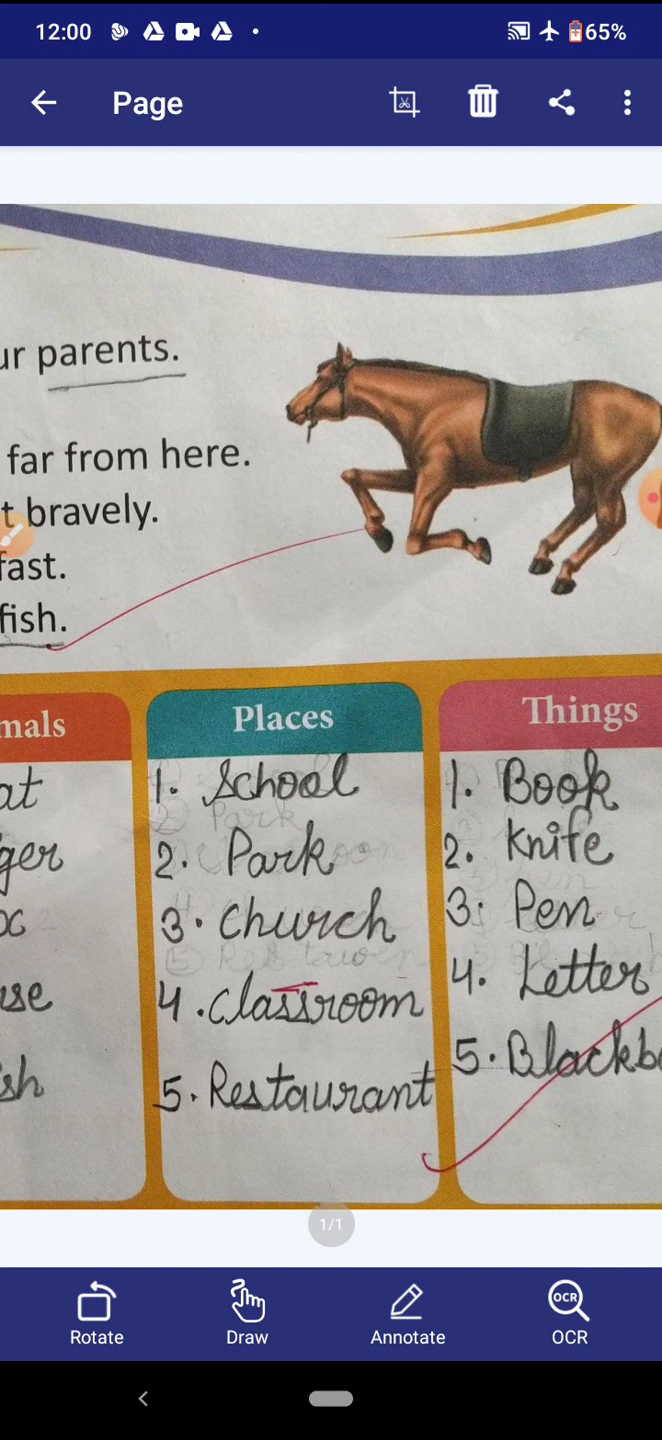 12:00
65%
Page
ur parents.
far from here.
t bravely.
fast.
fish.
mals
Places
Things
at
1. School
1. Book
ger
2. Park
2. Knife
3. Church
3. Pen
use
4. Classroom
4. Letter
sh
5. Restaurant
5. Blackb
1/1
Rotate
Draw
Annotate
OCR
OCR